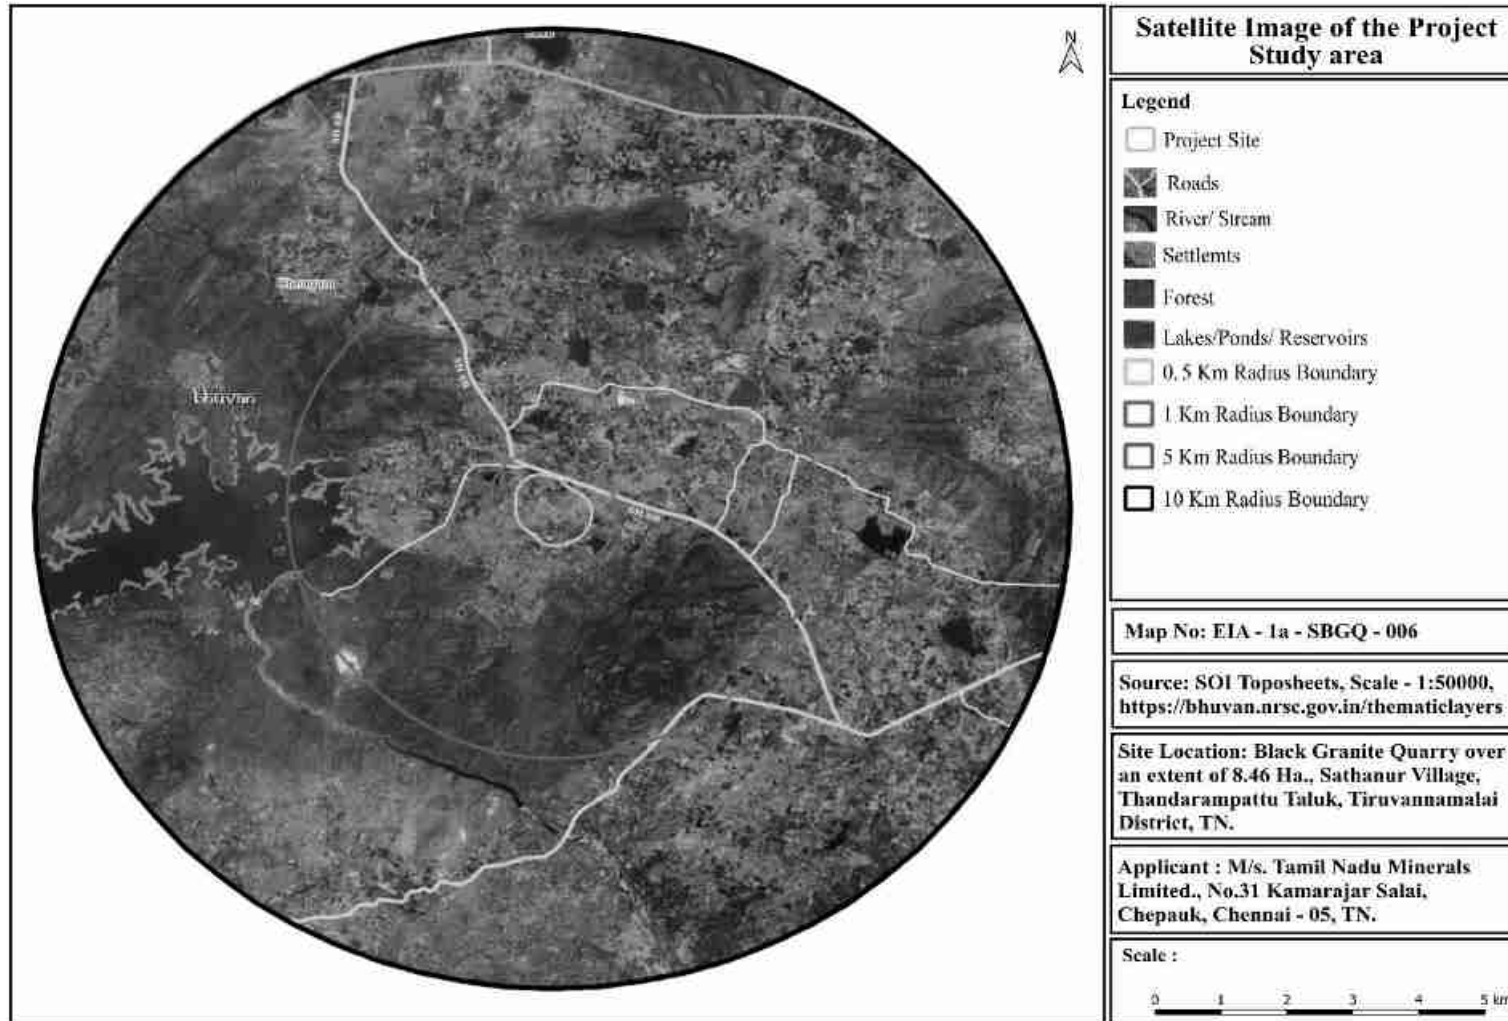 N
Satellite Image of the Project
Study area
Legend
Project Site
Roads
River/ Stream
Settlemts
Forest
Lakes/Ponds/ Reservoirs
0.5 Km Radius Boundary
1 Km Radius Boundary
5 Km Radius Boundary
10 Km Radius Boundary
bhuvan
Map No: EIA - 1a - SBGQ - 006
Source: SOI Toposheets, Scale - 1:50000,
https://bhuvan.nrsc.gov.in/thematiclayers
Site Location: Black Granite Quarry over
an extent of 8.46 Ha., Sathanur Village,
Thandarampattu Taluk, Tiruvannamalai
District, TN.
Applicant : M/s. Tamil Nadu Minerals
Limited., No.31 Kamarajar Salai,
Chepauk, Chennai - 05, TN.
Scale :
0 1 2 3 4 5 km